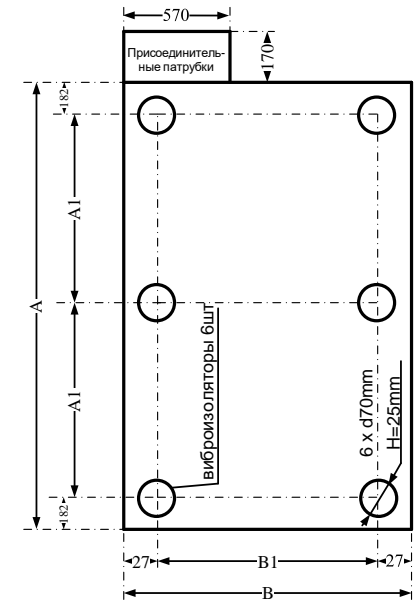 570
Присоединитель-
ные патрубки
170
182
A1
A
A1
182
виброизоляторы 6шт
6 x d70mm
H=25mm
27
B1
27
B